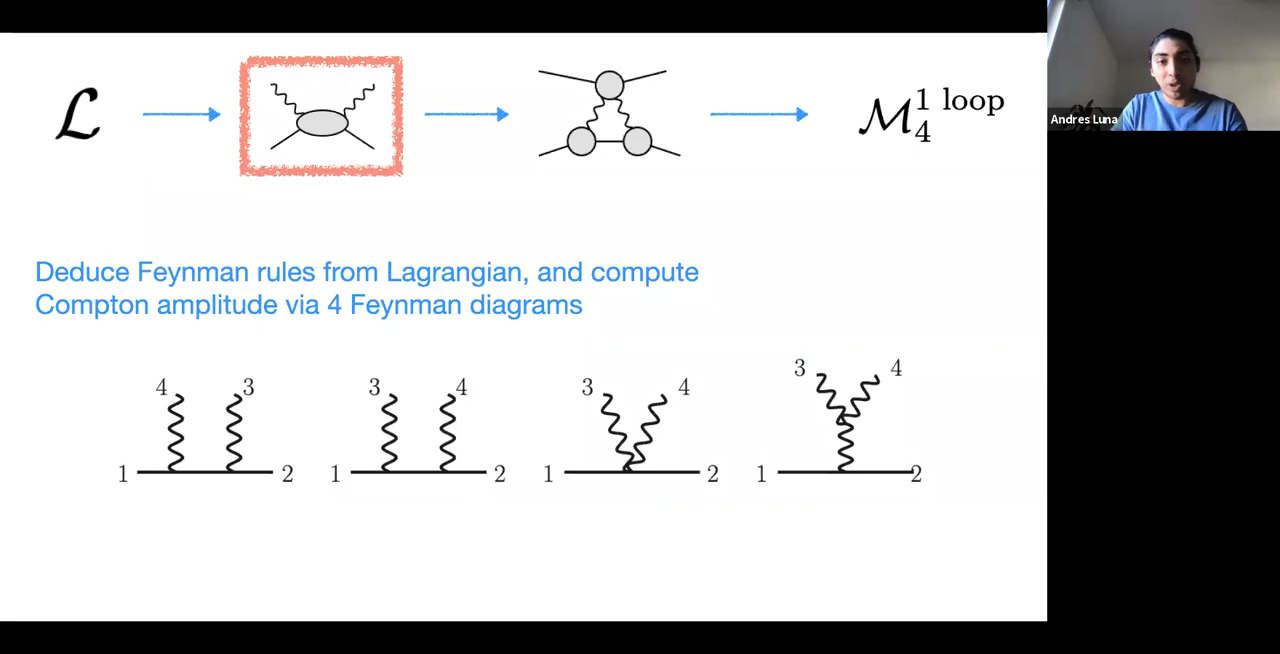 ℒ
ℳ₄¹ ˡᵒᵒᵖ
Andres Luna
Deduce Feynman rules from Lagrangian, and compute
Compton amplitude via 4 Feynman diagrams
4 3 3 4 3 4 3 4
1 2 1 2 1 2 1 2